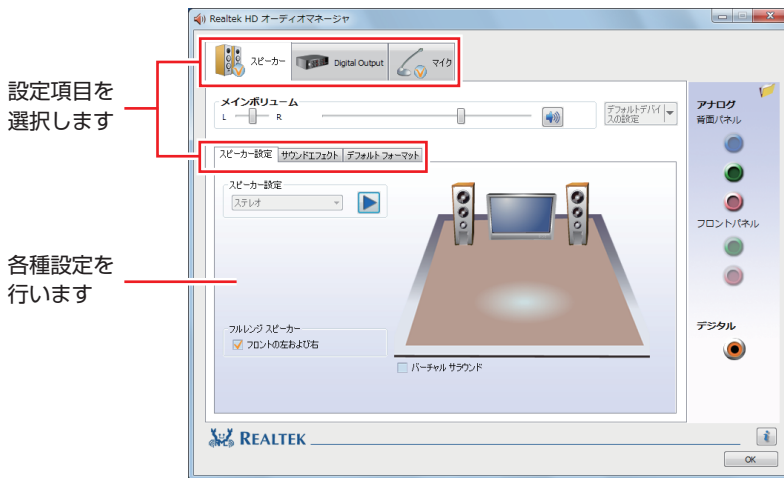 Realtek HD オーディオマネージャ
スピーカー
Digital Output
マイク
設定項目を
選択します
メインボリューム
L
R
デフォルトデバイ
スの設定
アナログ
背面パネル
スピーカー設定
サウンドエフェクト
デフォルト フォーマット
スピーカー設定
ステレオ
フロントパネル
各種設定を
行います
フルレンジ スピーカー
フロントの左および右
バーチャル サラウンド
デジタル
REALTEK
i
OK